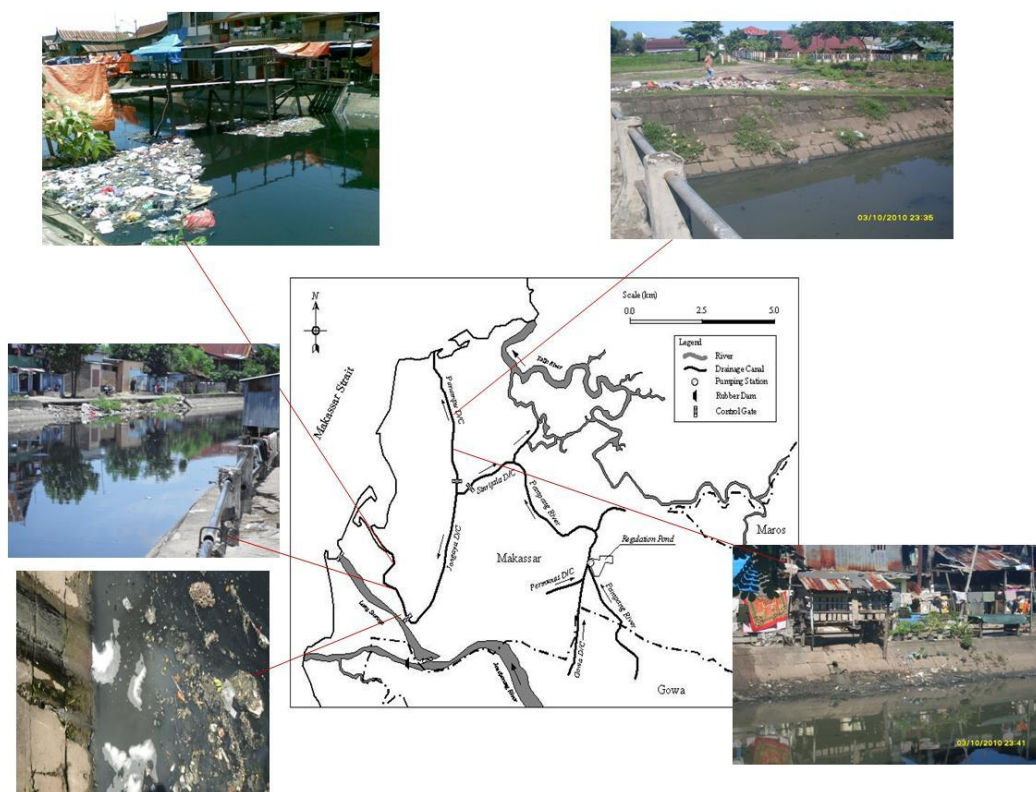 03/10/2010 23:35
N
Scale (km)
0.0 2.5 5.0
Legend
River
Drainage Canal
Pumping Station
Rubber Dam
Control Gate
Tallo River
Makassar Strait
Panampu D/C
Sinrijala D/C
Pampang River
Jongaya D/C
Makassar
Maros
Regulation Pond
Pampang River
Gowa D/C
Jeneberang River
Gowa
03/10/2010 23:41